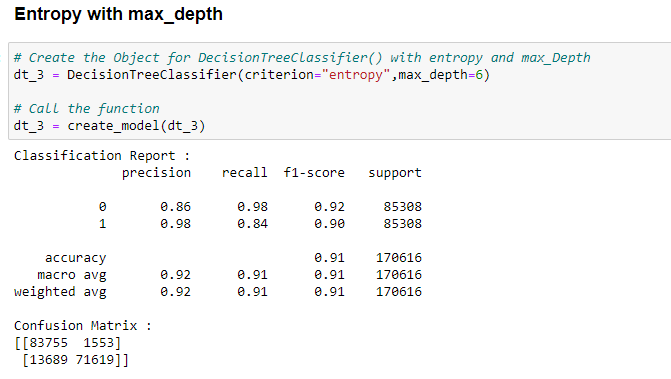 Entropy with max_depth
# Create the Object for DecisionTreeClassifier() with entropy and max_Depth
dt_3 = DecisionTreeClassifier(criterion="entropy",max_depth=6)
# Call the function
dt_3 = create_model(dt_3)
Classification Report :
precision recall f1-score support
0 0.86 0.98 0.92 85308
1 0.98 0.84 0.90 85308
accuracy 0.91 170616
macro avg 0.92 0.91 0.91 170616
weighted avg 0.92 0.91 0.91 170616
Confusion Matrix :
[[83755 1553]
[13689 71619]]